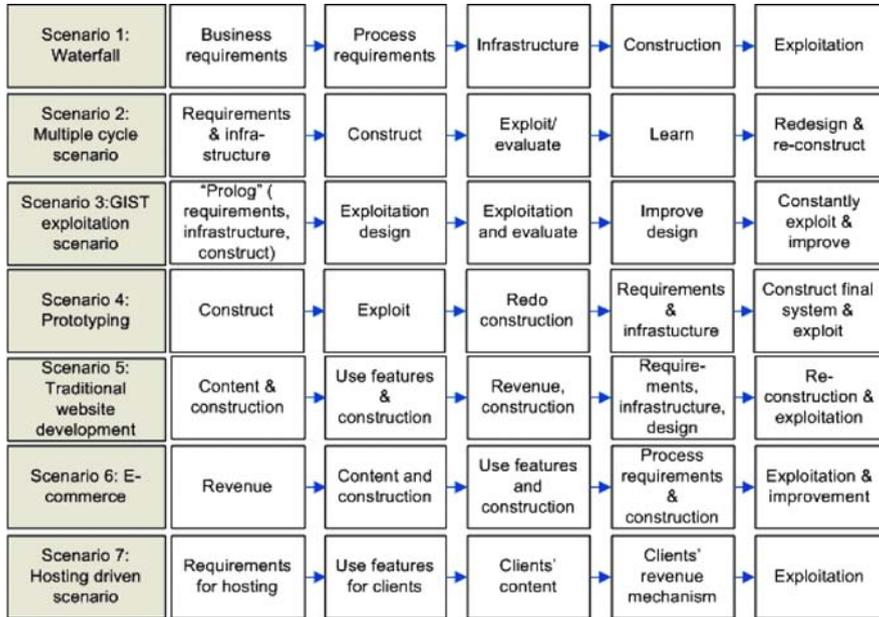 Scenario 1:
Waterfall
Business
requirements
Process
requirements
Infrastructure
Construction
Exploitation
Scenario 2:
Multiple cycle
scenario
Requirements
& infra-
structure
Construct
Exploit/
evaluate
Learn
Redesign &
re-construct
Scenario 3:GIST
exploitation
scenario
“Prolog” (
requirements,
infrastructure,
construct)
Exploitation
design
Exploitation
and evaluate
Improve
design
Constantly
exploit &
improve
Scenario 4:
Prototyping
Construct
Exploit
Redo
construction
Requirements
&
infrastucture
Construct final
system &
exploit
Scenario 5:
Traditional
website
development
Content &
construction
Use features
&
construction
Revenue,
construction
Require-
ments,
infrastructure,
design
Re-
construction &
exploitation
Scenario 6: E-
commerce
Revenue
Content and
construction
Use features
and
construction
Process
requirements
&
construction
Exploitation &
improvement
Scenario 7:
Hosting driven
scenario
Requirements
for hosting
Use features
for clients
Clients’
content
Clients’
revenue
mechanism
Exploitation